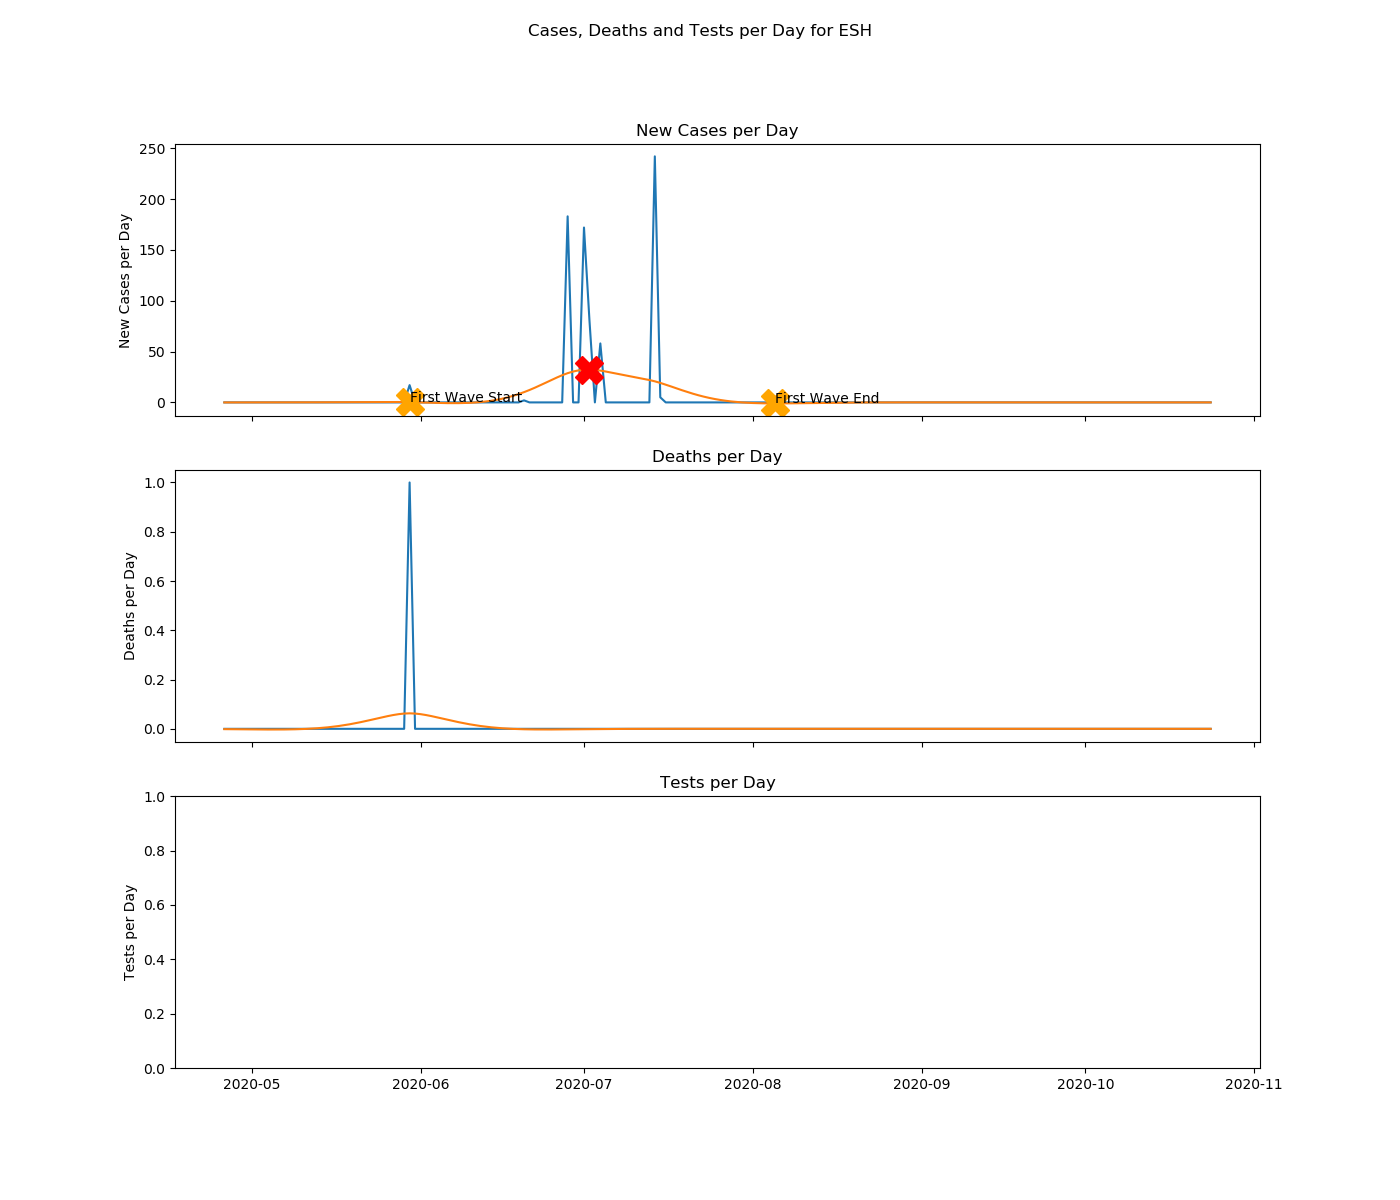 Cases, Deaths and Tests per Day for ESH
New Cases per Day
New Cases per Day
250
200
150
100
50
0
First Wave Start
First Wave End
Deaths per Day
Deaths per Day
1.0
0.8
0.6
0.4
0.2
0.0
Tests per Day
Tests per Day
1.0
0.8
0.6
0.4
0.2
0.0
2020-05 2020-06 2020-07 2020-08 2020-09 2020-10 2020-11